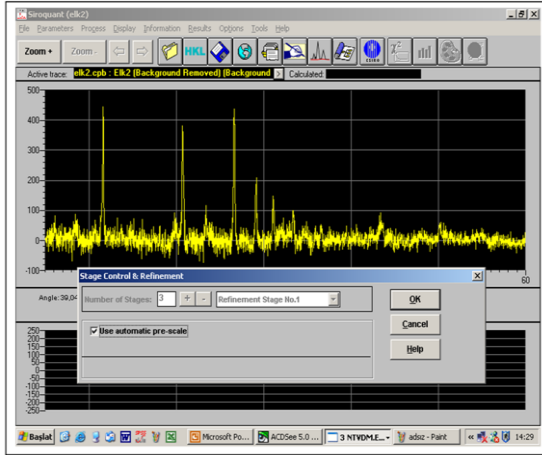 Siroquant (elk2)
File Parameters Progess Display Information Results Options Tools Help
Zoom + Zoom - HKL ZERO
Active trace: elk2.cpb : Elk2 (Background Removed) (Background Calculated:
500
400
300
200
100
0
-100
60
Stage Control & Refinement
Angle: 39,04
Number of Stages: 3 + - Refinement Stage No.1 OK
Use automatic pre-scale Cancel
Help
250
200
150
100
50
0
-50
-100
-150
-200
-250
Başlat Microsoft Po... ACDSee 5.0 ... 3 NTVDM.E... adsız - Paint 14:29